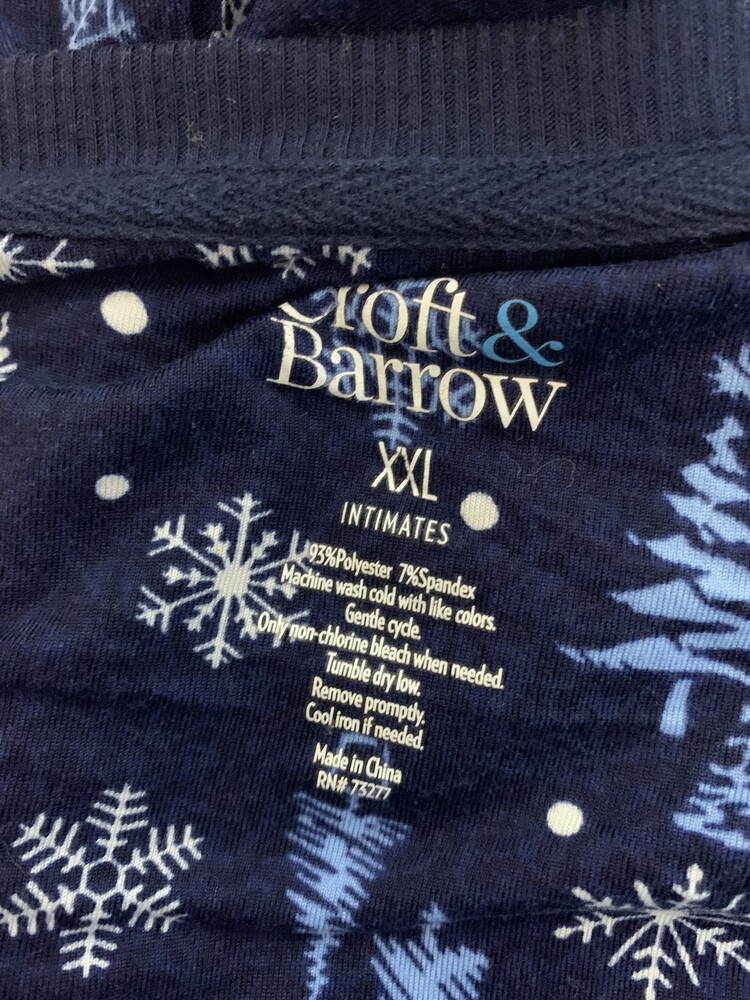 Croft &
Barrow
XXL
INTIMATES
93%Polyester 7%Spandex
Machine wash cold with like colors.
Gentle cycle.
Only non-chlorine bleach when needed.
Tumble dry low.
Remove promptly.
Cool iron if needed.
Made in China
RN# 73277